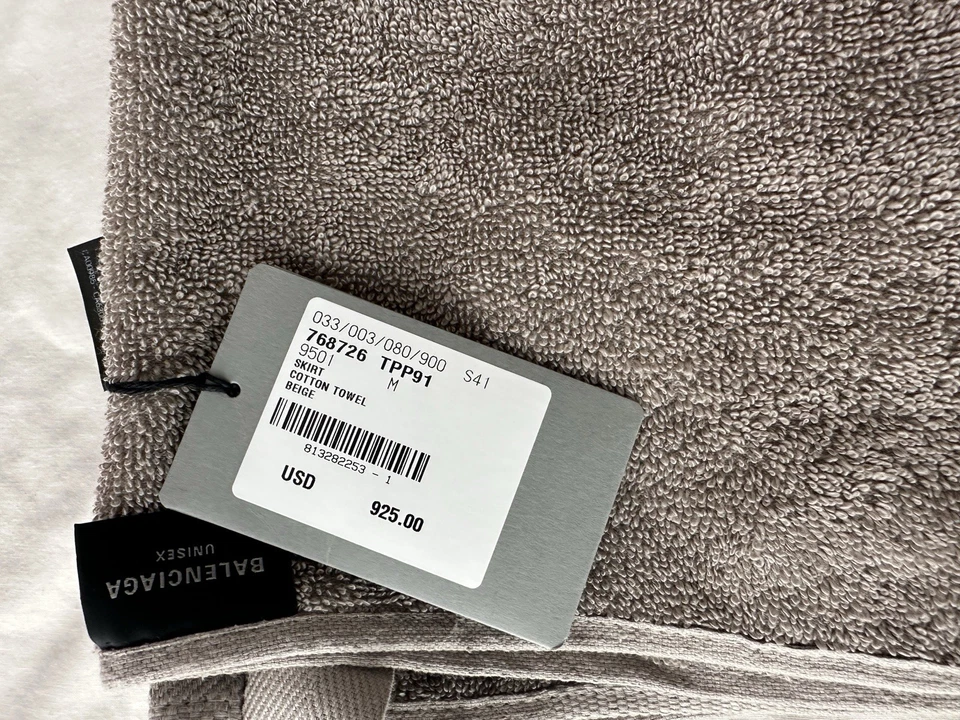 033/003/080/900 S41
768726 TPP91
9501 M
SKIRT
COTTON TOWEL
BEIGE
813282253 - 1
USD
925.00
BALENCIAGA
UNISEX